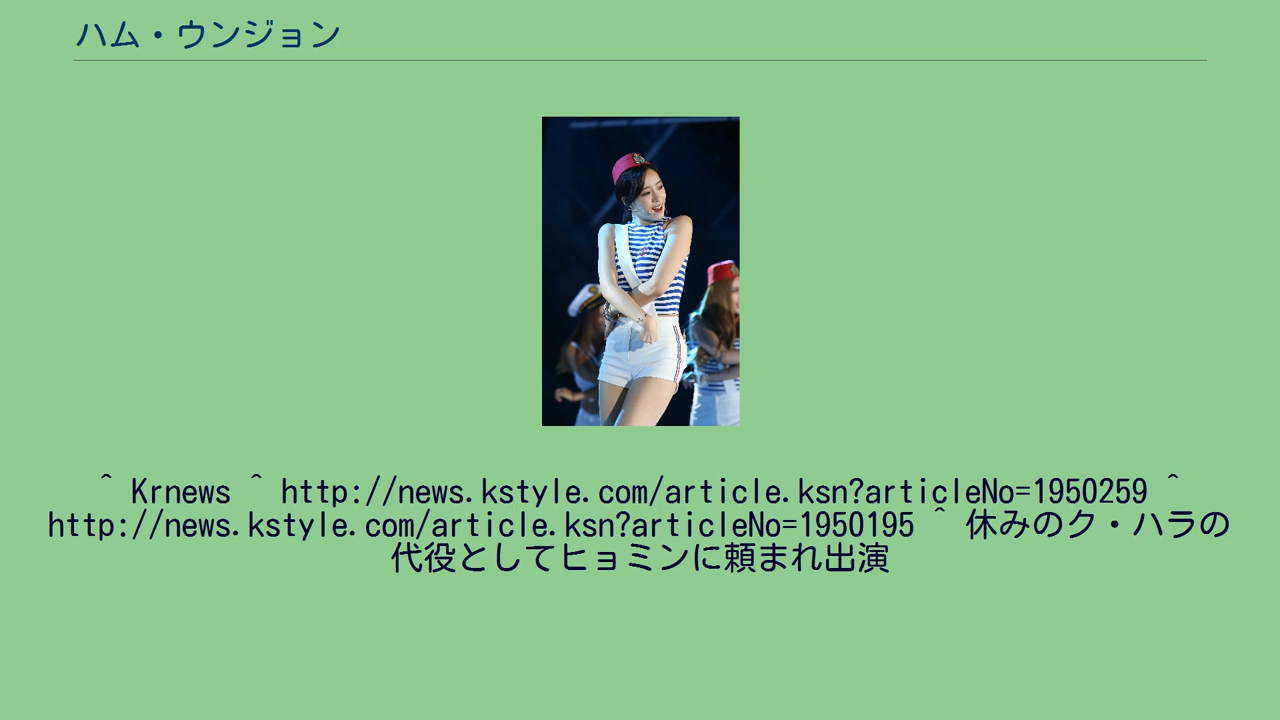 ハム・ウンジョン
^ Krnews ^ http://news.kstyle.com/article.ksn?articleNo=1950259 ^
http://news.kstyle.com/article.ksn?articleNo=1950195 ^ 休みのク・ハラの
代役としてヒョミンに頼まれ出演